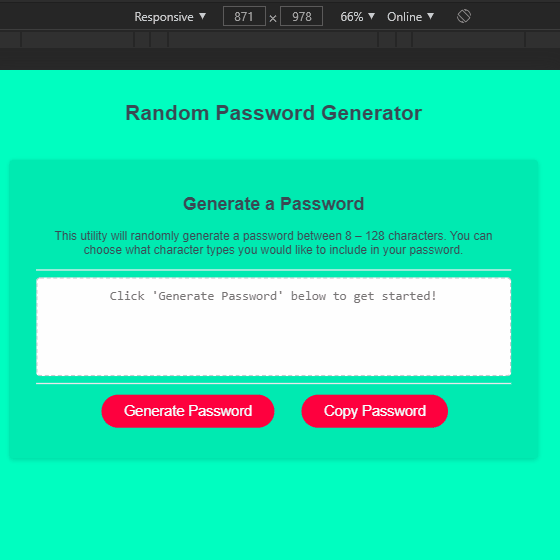 Responsive ▼ 871 × 978 66% ▼ Online ▼
Random Password Generator
Generate a Password
This utility will randomly generate a password between 8 – 128 characters. You can
choose what character types you would like to include in your password.
Click 'Generate Password' below to get started!
Generate Password Copy Password